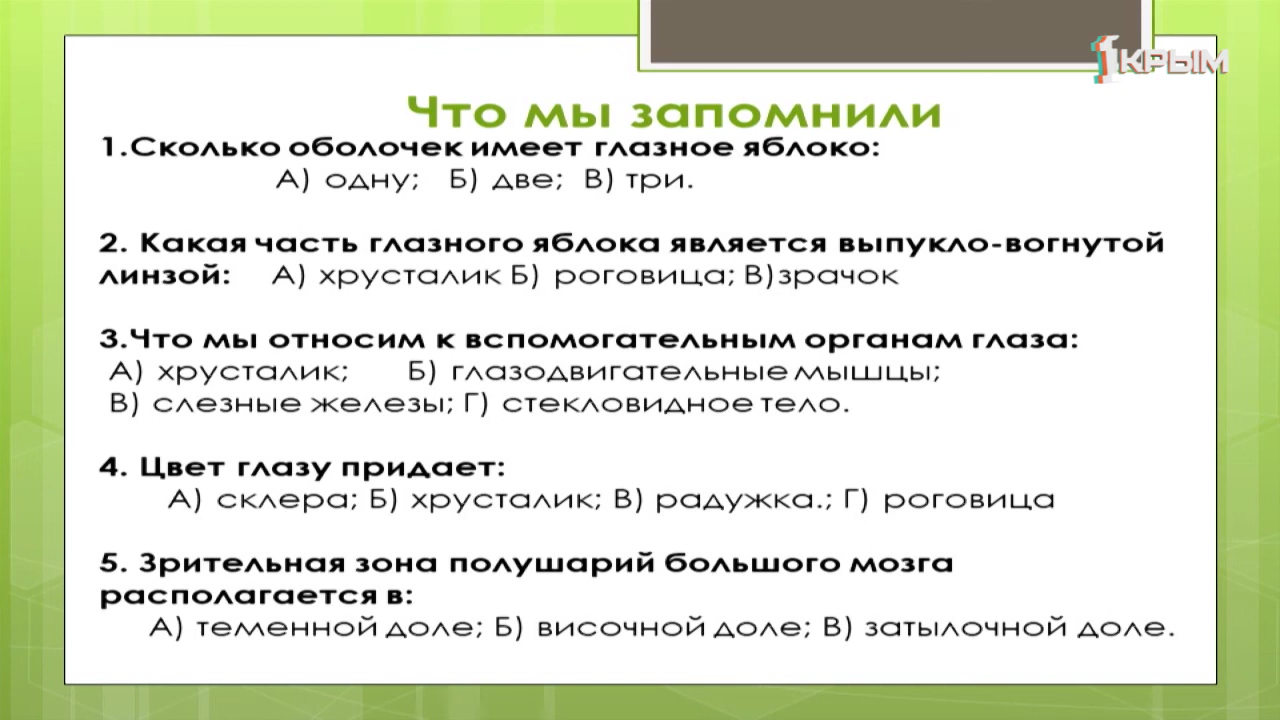 1КРЫМ
Что мы запомнили
1.Сколько оболочек имеет глазное яблоко:
А) одну; Б) две; В) три.
2. Какая часть глазного яблока является выпукло-вогнутой
линзой: А) хрусталик Б) роговица; В)зрачок
3.Что мы относим к вспомогательным органам глаза:
А) хрусталик; Б) глазодвигательные мышцы;
В) слезные железы; Г) стекловидное тело.
4. Цвет глазу придает:
А) склера; Б) хрусталик; В) радужка.; Г) роговица
5. Зрительная зона полушарий большого мозга
располагается в:
А) теменной доле; Б) височной доле; В) затылочной доле.